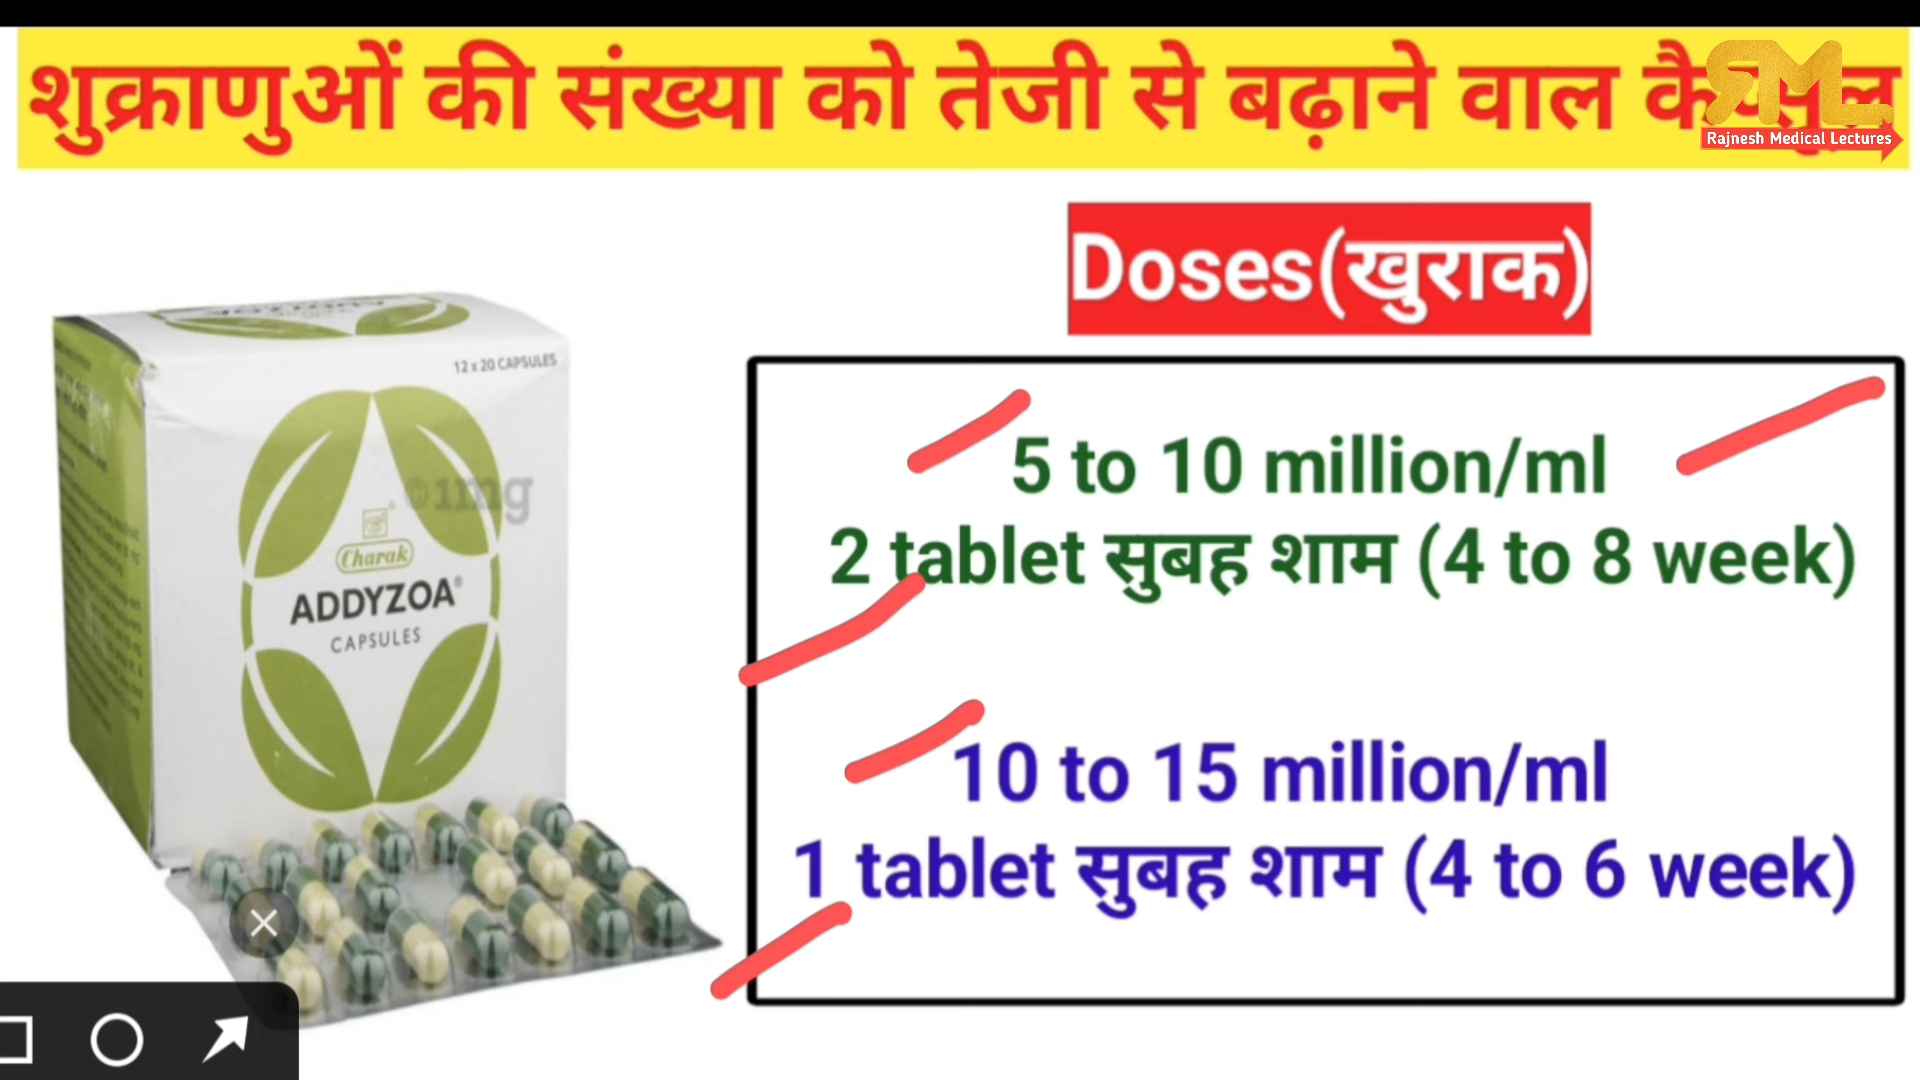 शुक्राणुओं की संख्या को तेजी से बढ़ाने वाल
Rajnesh Medical Lectures
Doses(खुराक)
12 x 20 CAPSULES
©1mg
Charak
ADDYZOA®
CAPSULES
5 to 10 million/ml
2 tablet सुबह शाम (4 to 8 week)
10 to 15 million/ml
1 tablet सुबह शाम (4 to 6 week)